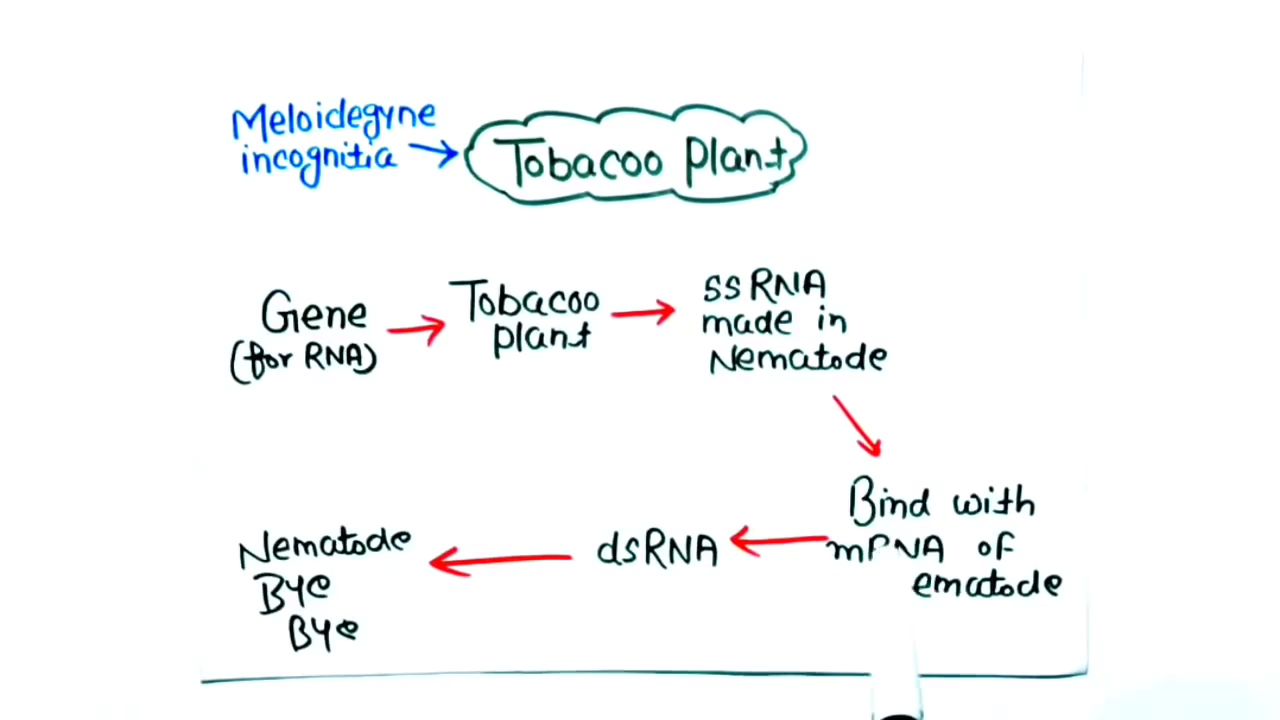 Meloidegyne
incognitia
Tobacoo Plant
Gene
(for RNA)
Tobacoo
plant
ssRNA
made in
Nematode
Bind with
mRNA of
ematode
dsRNA
Nematode
Bye
Bye